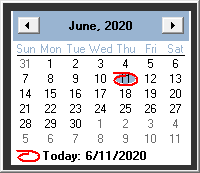 June, 2020
Sun Mon Tue Wed Thu Fri Sat
31 1 2 3 4 5 6
7 8 9 10 11 12 13
14 15 16 17 18 19 20
21 22 23 24 25 26 27
28 29 30 1 2 3 4
5 6 7 8 9 10 11
Today: 6/11/2020